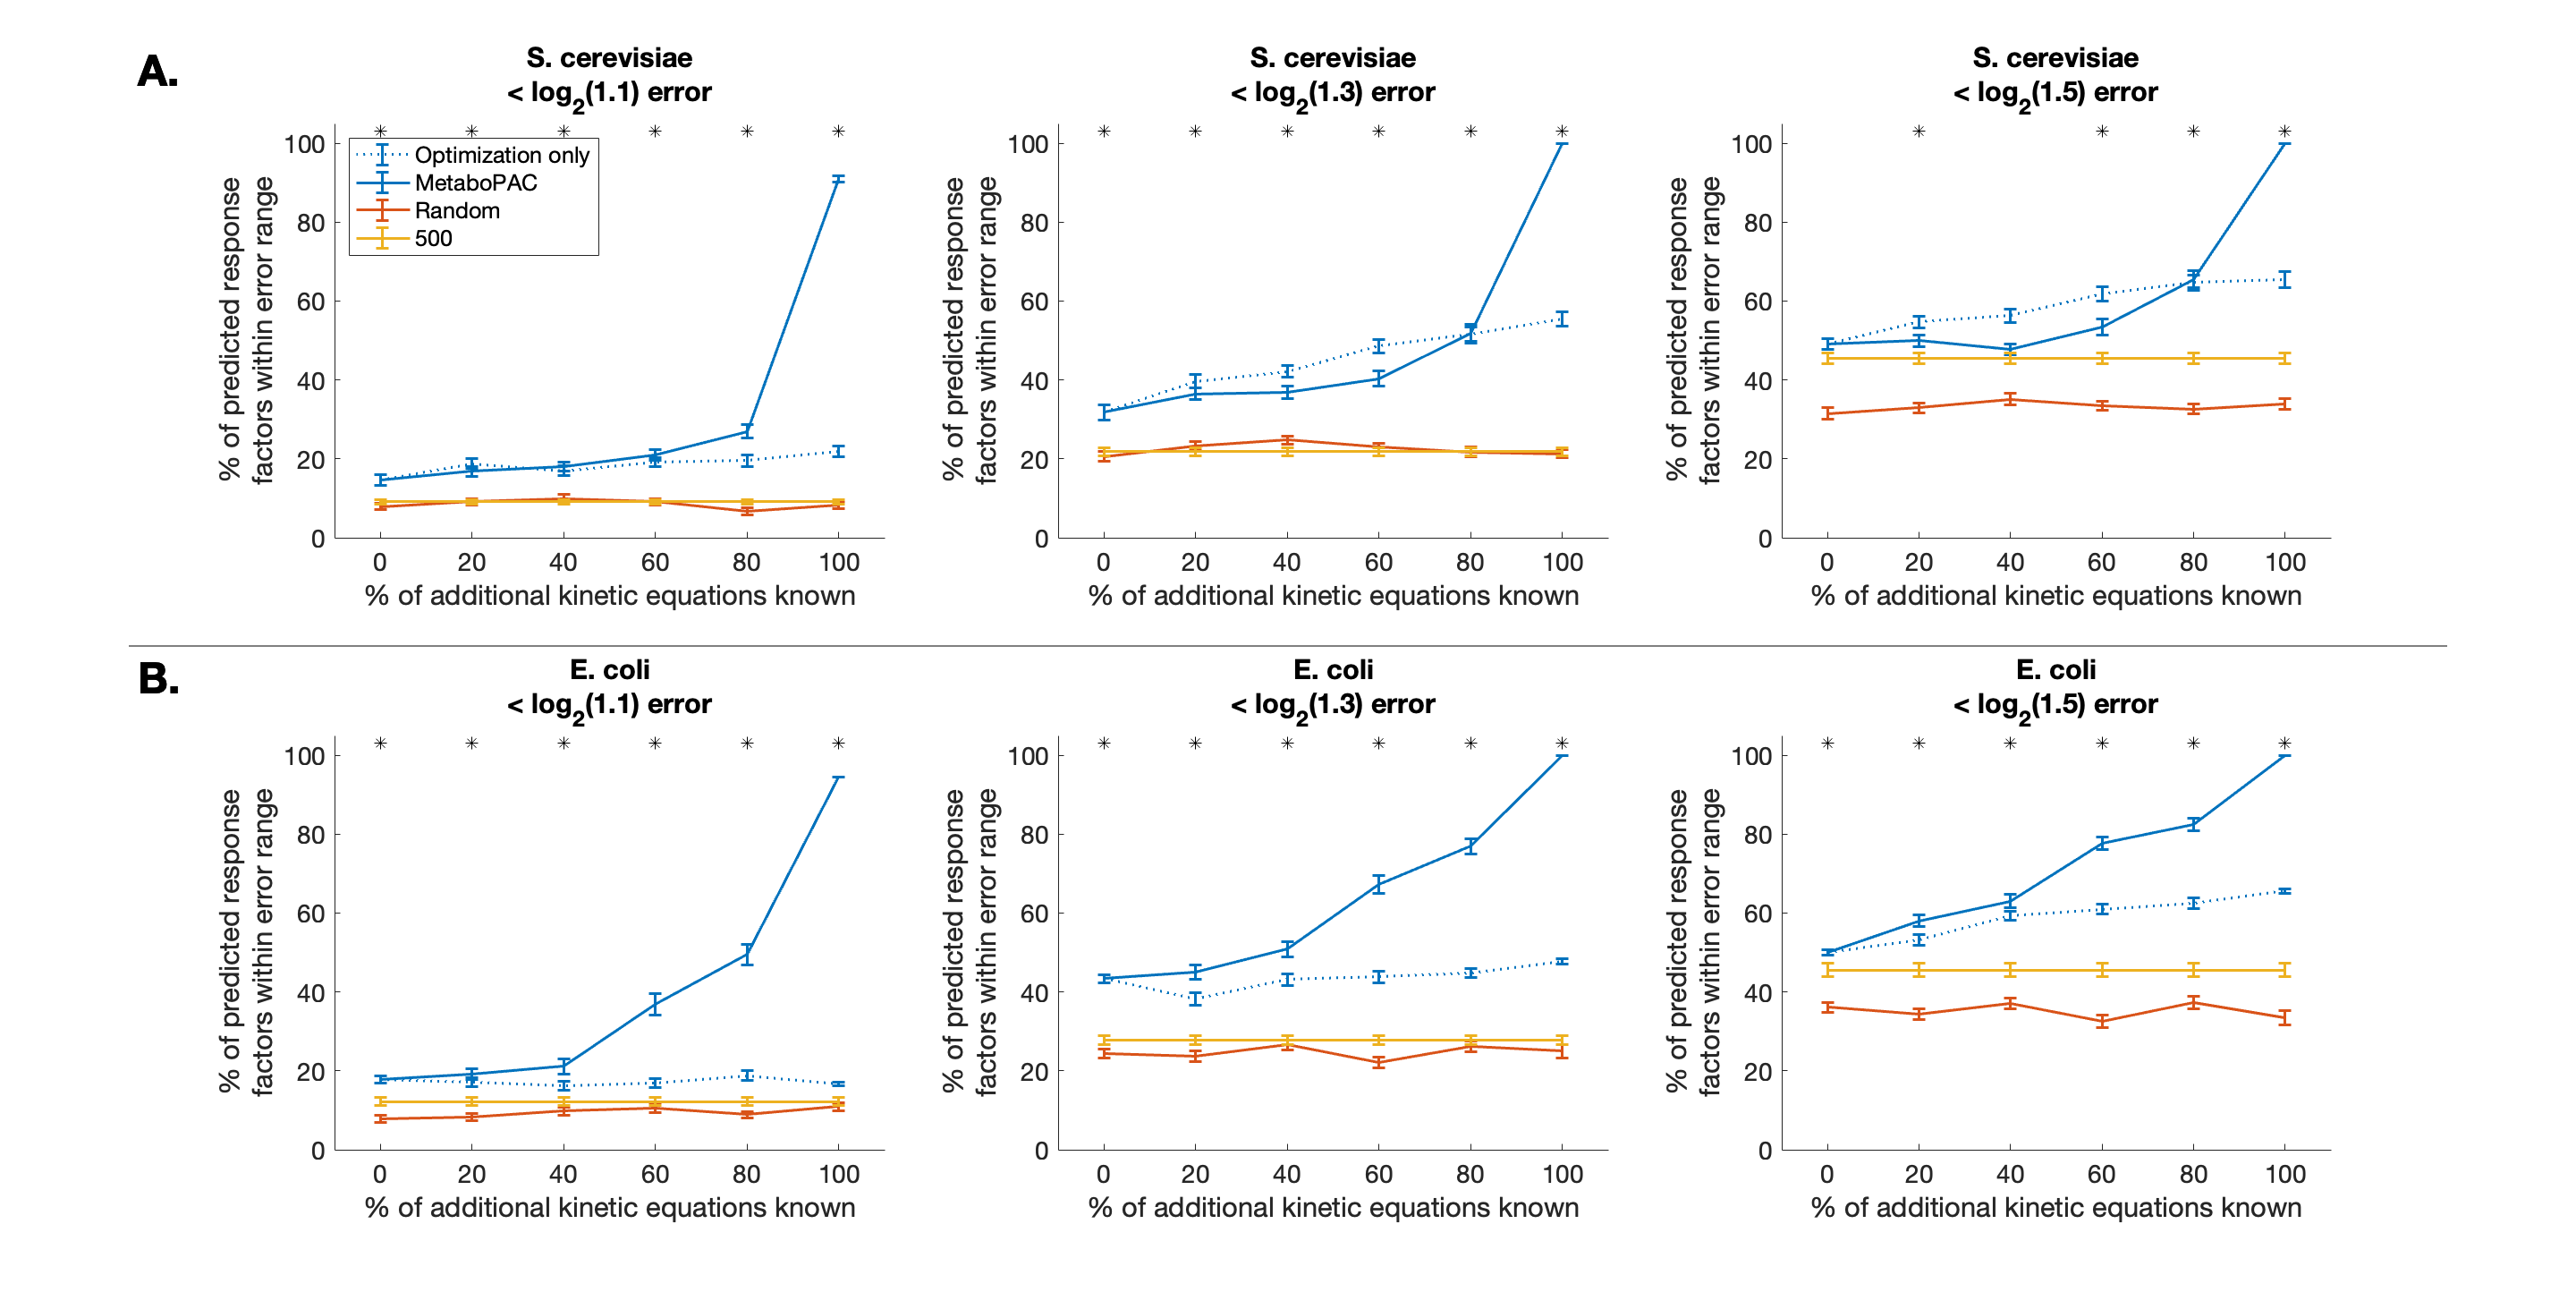 A.
S. cerevisiae
< log2(1.1) error
% of predicted response
factors within error range
100
80
60
40
20
0
Optimization only
MetaboPAC
Random
500
* * * * * *
0 20 40 60 80 100
% of additional kinetic equations known
S. cerevisiae
< log2(1.3) error
% of predicted response
factors within error range
100
80
60
40
20
0
* * * * * *
0 20 40 60 80 100
% of additional kinetic equations known
S. cerevisiae
< log2(1.5) error
% of predicted response
factors within error range
100
80
60
40
20
0
* * * *
0 20 40 60 80 100
% of additional kinetic equations known
B.
E. coli
< log2(1.1) error
% of predicted response
factors within error range
100
80
60
40
20
0
* * * * * *
0 20 40 60 80 100
% of additional kinetic equations known
E. coli
< log2(1.3) error
% of predicted response
factors within error range
100
80
60
40
20
0
* * * * * *
0 20 40 60 80 100
% of additional kinetic equations known
E. coli
< log2(1.5) error
% of predicted response
factors within error range
100
80
60
40
20
0
* * * * * *
0 20 40 60 80 100
% of additional kinetic equations known